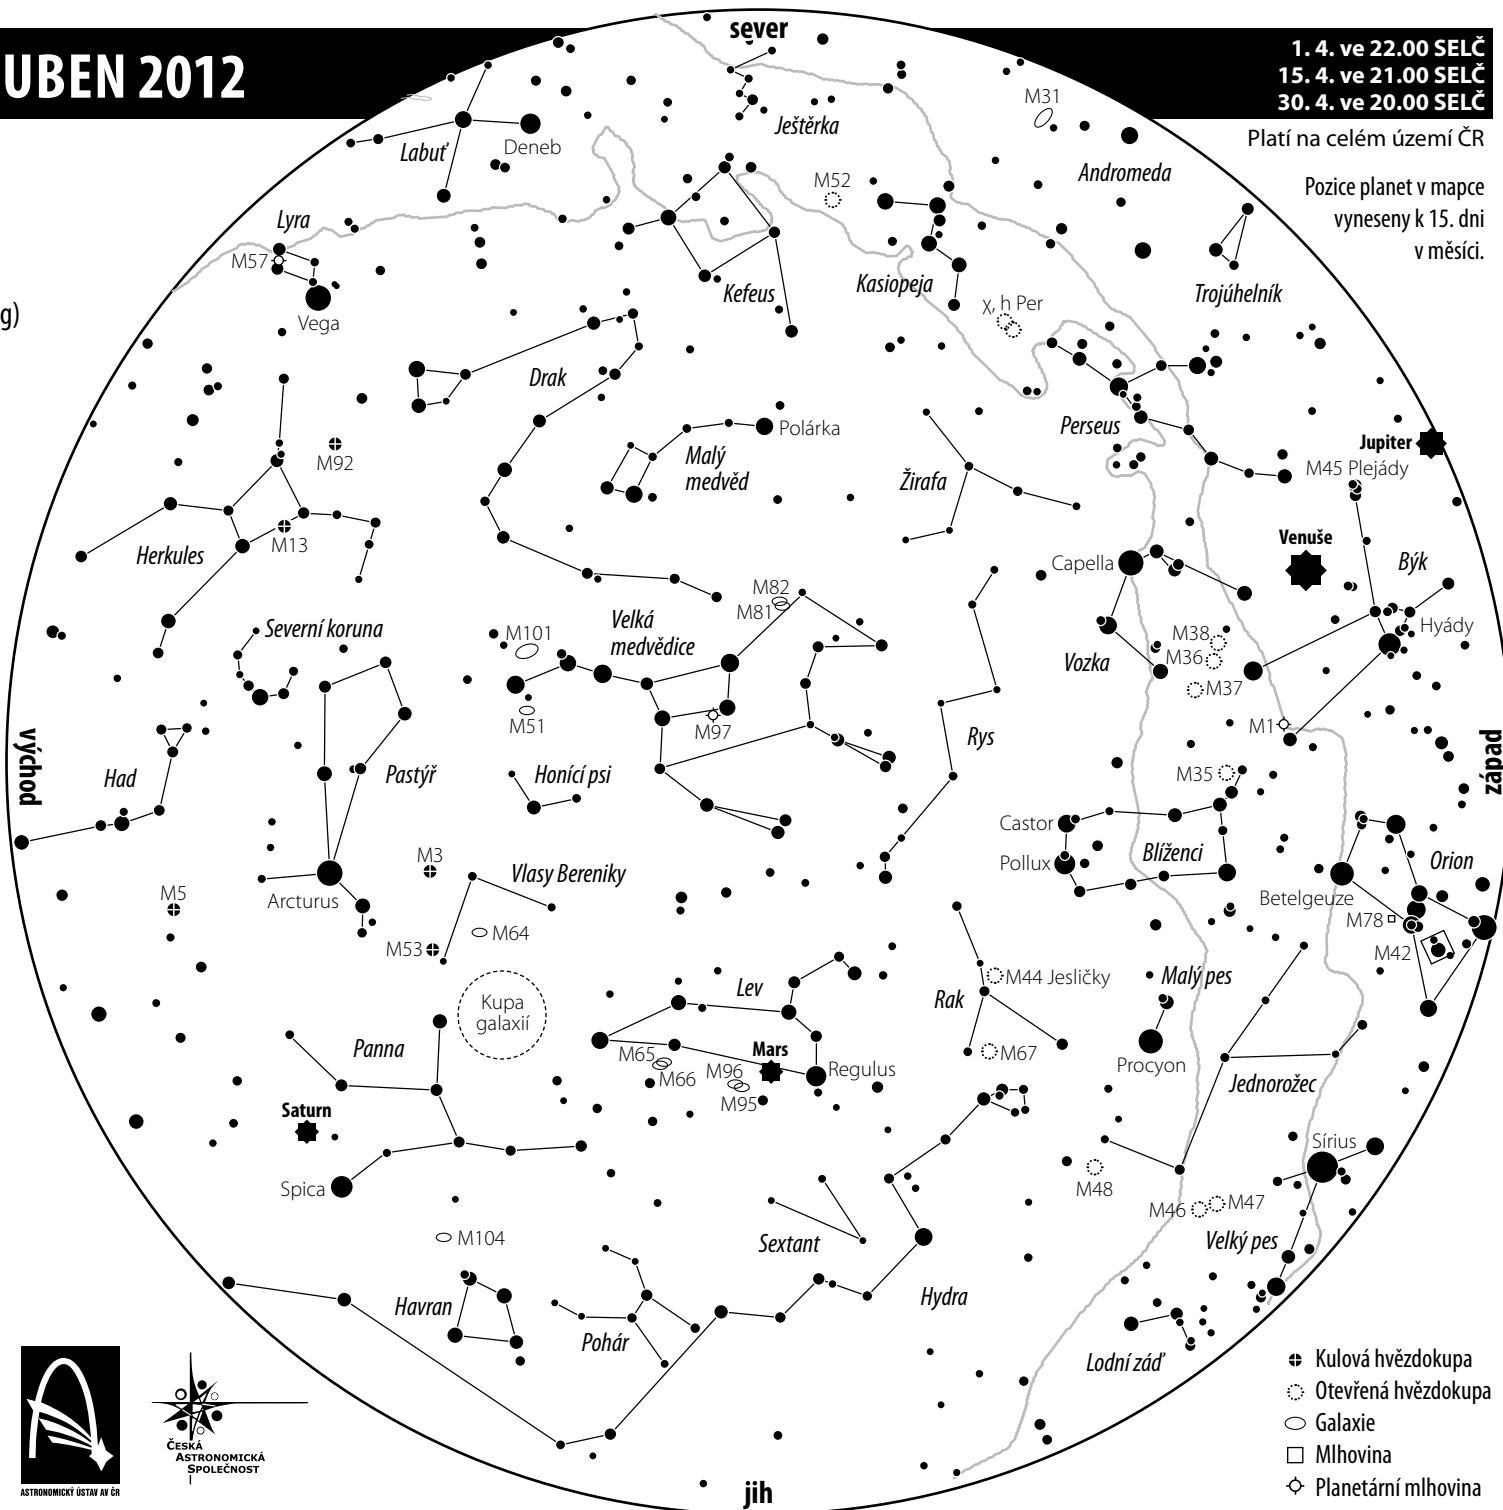 UBEN 2012
1. 4. ve 22.00 SELČ
15. 4. ve 21.00 SELČ
30. 4. ve 20.00 SELČ
Platí na celém území ČR
Pozice planet v mapce
vyneseny k 15. dni
v měsíci.
g)
sever
Ještěrka
M31
Andromeda
Labuť
Deneb
M52
Lyra
M57
Vega
Kefeus
Kasiopeja
χ, h Per
Trojúhelník
Drak
Polárka
Malý
medvěd
Perseus
Žirafa
Jupiter
M45 Plejády
M92
M13
Herkules
Capella
Venuše
Býk
Hyády
M82
M81
Velká
medvědice
M101
M51
M97
Severní koruna
M38
M36
M37
Vozka
M1
Rys
východ
západ
Had
Pastýř
Honící psi
M35
Castor
Pollux
Blíženci
Orion
Betelgeuze
M78
M42
M3
Vlasy Bereniky
Arcturus
M5
M53
M64
Kupa
galaxií
Lev
M44 Jesličky
Rak
Malý pes
Panna
Mars
M65
M66
M96
M95
Regulus
M67
Procyon
Jednorožec
Saturn
Spica
Sírius
M48
M46
M47
M104
Sextant
Velký pes
Havran
Pohár
Hydra
Lodní záď
jih
Kulová hvězdokupa
Otevřená hvězdokupa
Galaxie
Mlhovina
Planetární mlhovina
ASTRONOMICKÝ ÚSTAV AV ČR
ČESKÁ
ASTRONOMICKÁ
SPOLEČNOST